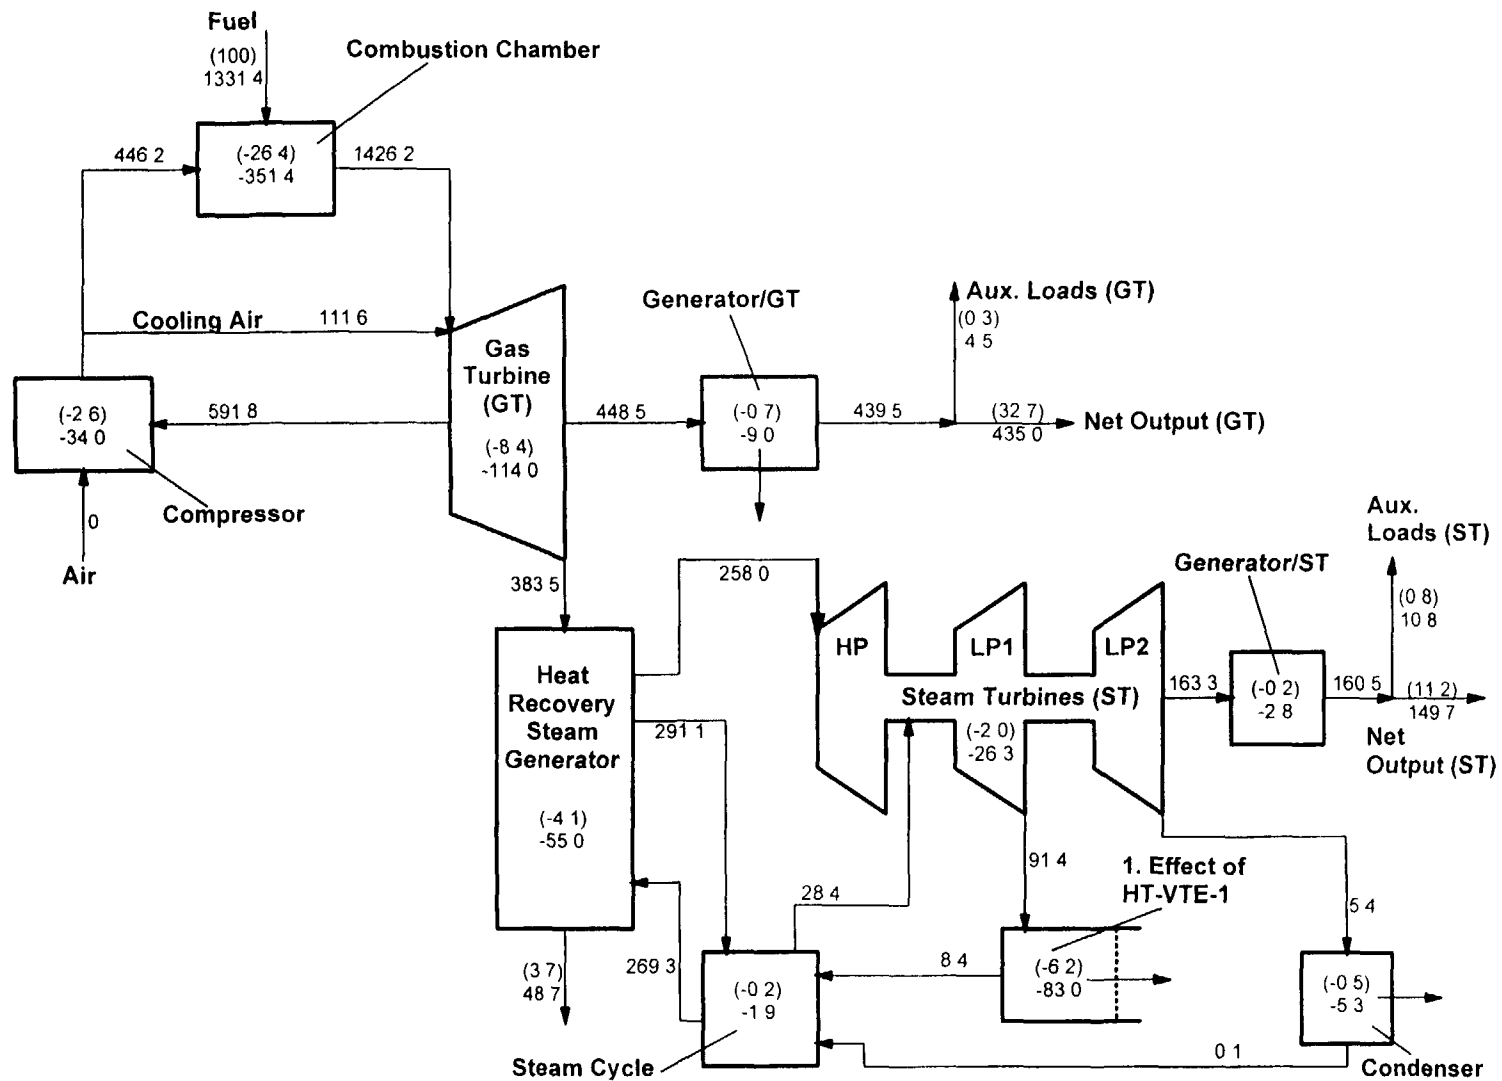 Fuel
(100)
1331 4
Combustion Chamber
446 2
(-26 4)
-351 4
1426 2
Cooling Air
111 6
Gas
Turbine
(GT)
(-8 4)
-114 0
(-2 6)
-34 0
591 8
Compressor
0
Air
448 5
Generator/GT
(-0 7)
-9 0
439 5
Aux. Loads (GT)
(0 3)
4 5
(32 7)
435 0
Net Output (GT)
383 5
258 0
Heat
Recovery
Steam
Generator
(-4 1)
-55 0
291 1
HP
LP1
LP2
Steam Turbines (ST)
(-2 0)
-26 3
163 3
Generator/ST
(-0 2)
-2 8
160 5
Aux.
Loads (ST)
(0 8)
10 8
(11 2)
149 7
Net
Output (ST)
91 4
1. Effect of
HT-VTE-1
(-6 2)
-83 0
5 4
(-0 5)
-5 3
Condenser
28 4
8 4
269 3
(3 7)
48 7
(-0 2)
-1 9
Steam Cycle
0 1